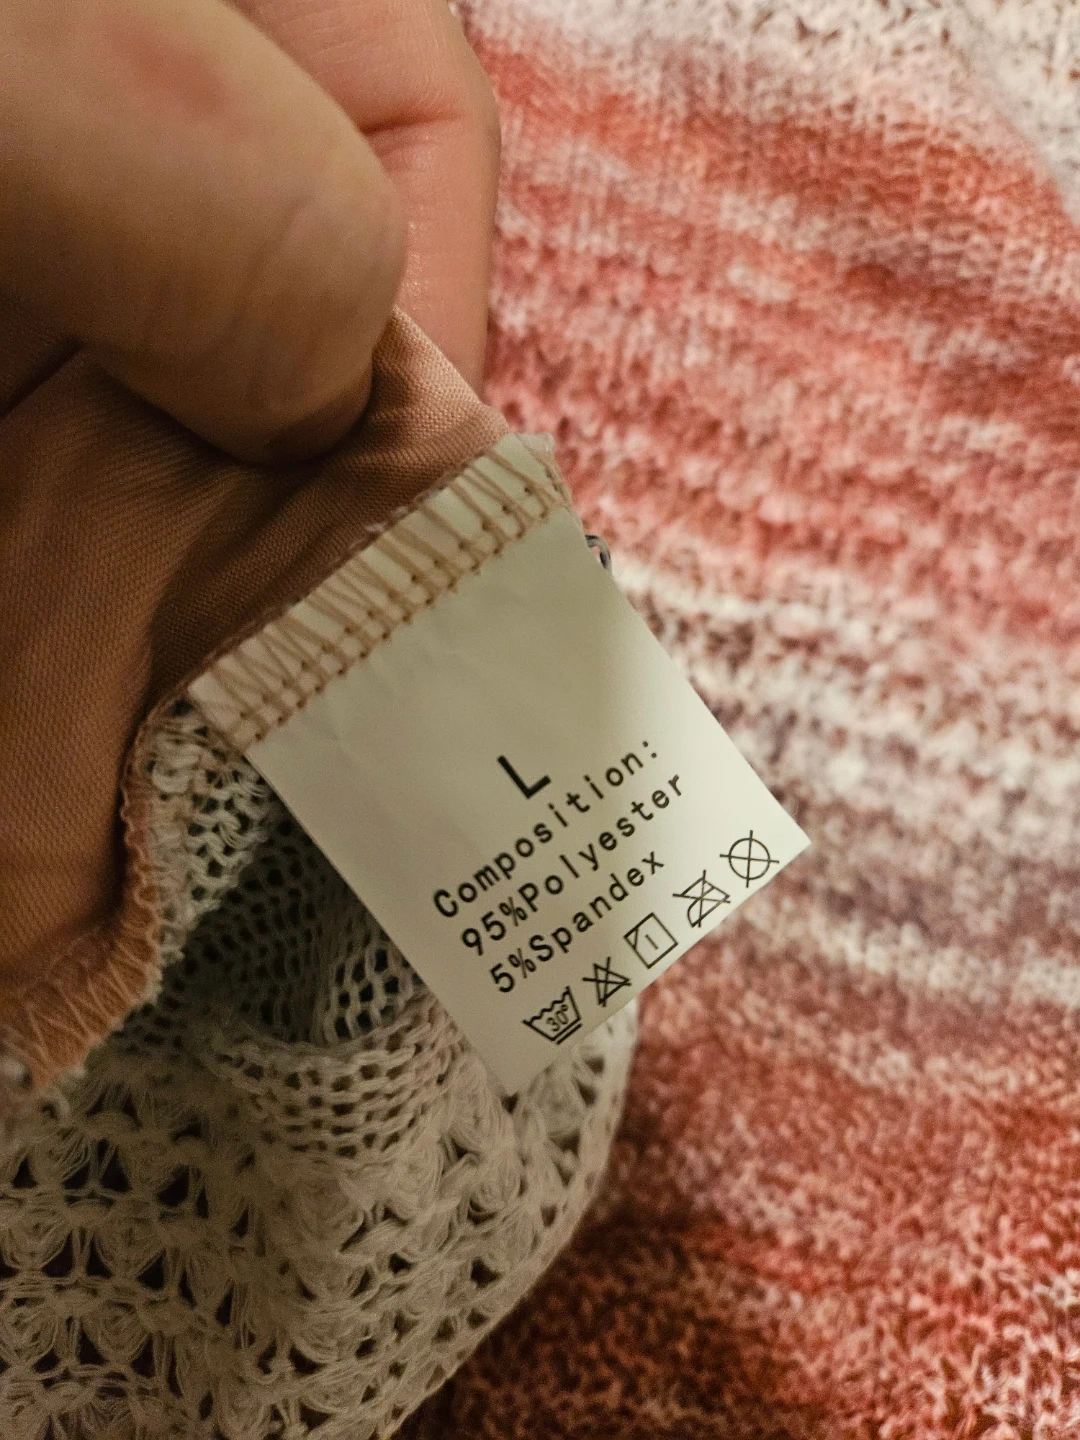 L
Composition:
95%Polyester
5%Spandex
30°